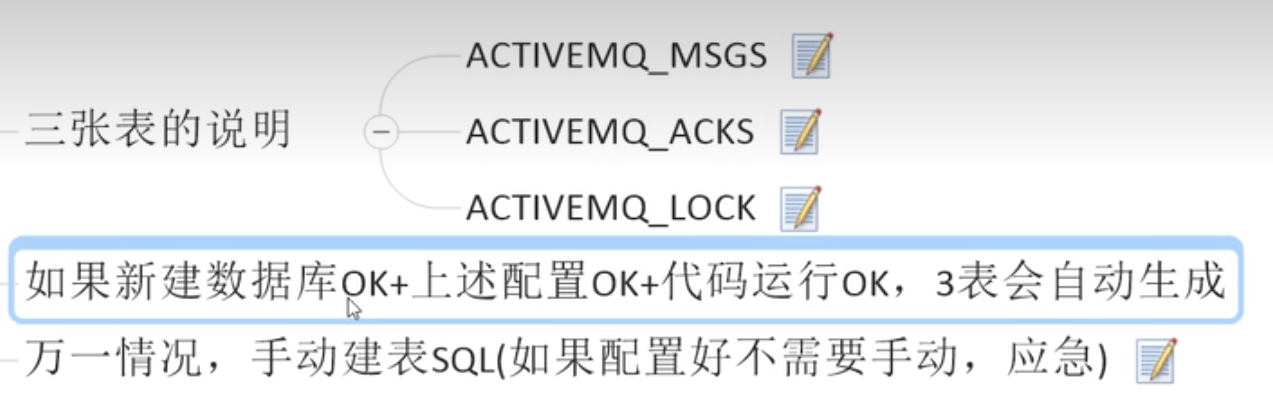 ACTIVEMQ_MSGS
三张表的说明
ACTIVEMQ_ACKS
ACTIVEMQ_LOCK
如果新建数据库OK+上述配置OK+代码运行OK，3表会自动生成
万一情况，手动建表SQL(如果配置好不需要手动，应急)